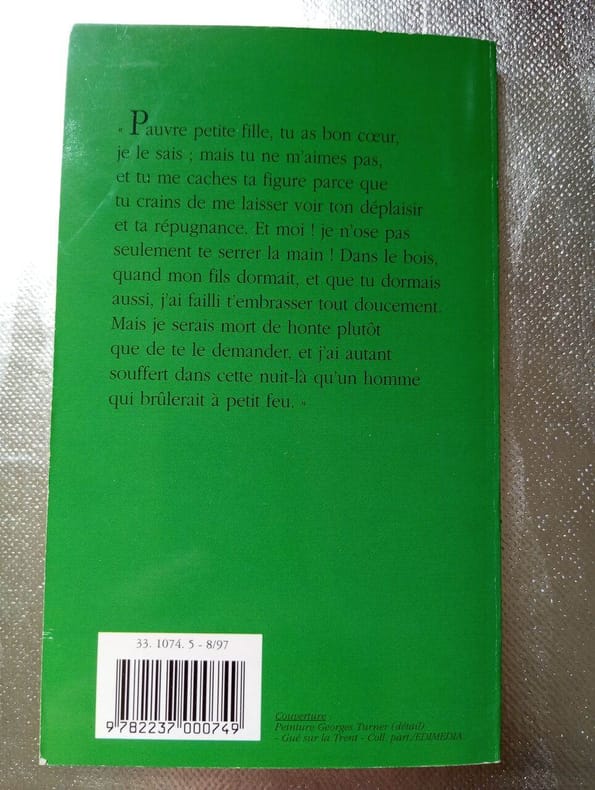 « Pauvre petite fille, tu as bon cœur,
je le sais ; mais tu ne m'aimes pas,
et tu me caches ta figure parce que
tu crains de me laisser voir ton déplaisir
et ta répugnance. Et moi ! je n'ose pas
seulement te serrer la main ! Dans le bois,
quand mon fils dormait, et que tu dormais
aussi, j'ai failli t'embrasser tout doucement.
Mais je serais mort de honte plutôt
que de te le demander, et j'ai autant
souffert dans cette nuit-là qu'un homme
qui brûlerait à petit feu. »
33. 1074. 5 - 8/97
9 782237 000749
Couverture :
Peinture Georges Turner (détail)
- Gué sur la Trent - Coll. part./EDIMEDIA